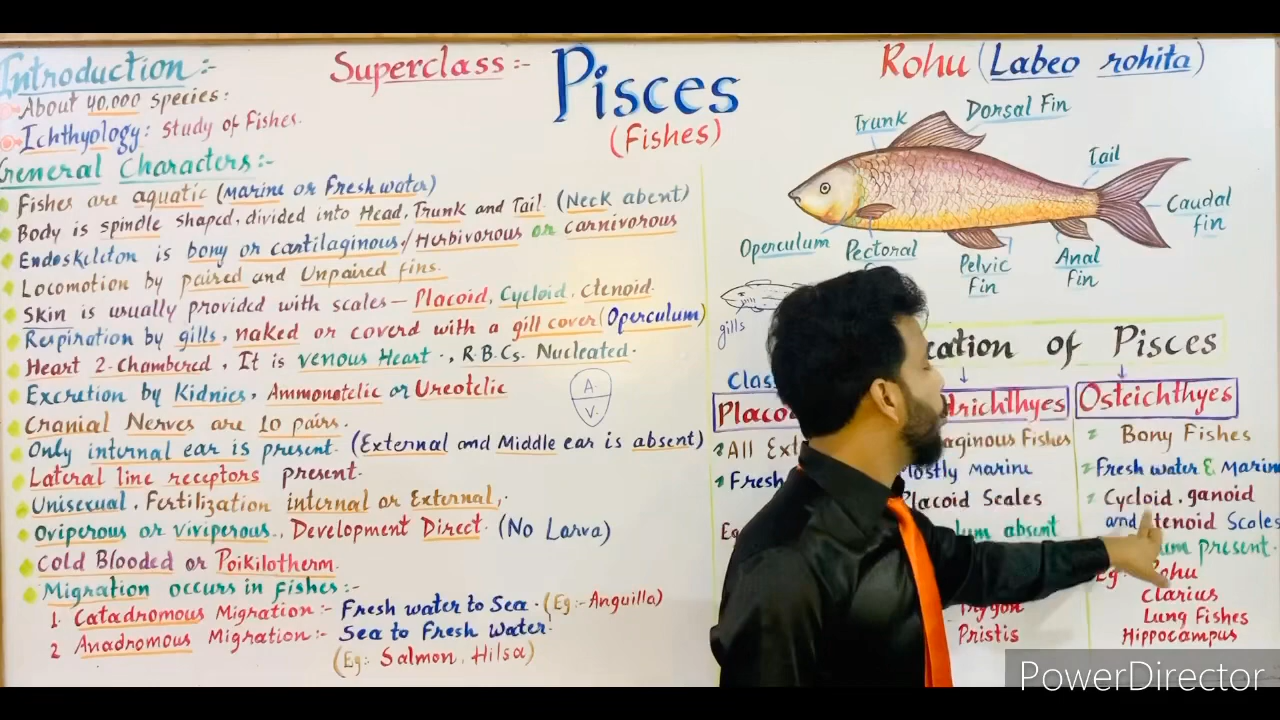 Introduction:-
About 40,000 species:
Ichthyology: Study of Fishes.
General Characters:-
Fishes are aquatic (marine or Fresh water)
Body is spindle shaped, divided into Head, Trunk and Tail (Neck abent)
Endoskeleton is bony or cartilaginous/Herbivorous or carnivorous
Locomotion by paired and Unpaired fins.
Skin is usually provided with scales- Placoid, Cycloid, Ctenoid.
Respiration by gills, naked or coverd with a gill cover (Operculum)
Heart 2-Chambered, It is venous Heart., R.B.Cs. Nucleated.
Excretion by Kidnies, Ammonotelic or Ureotelic
A.
V.
Cranial Nerves are 10 pairs.
Only internal ear is present. (External and Middle ear is absent)
Lateral line receptors present.
Unisexual, Fertilization internal or External,.
Oviperous or viviperous, Development Direct. (No Larva)
Cold Blooded or Poikilotherm.
Migration occurs in fishes:-
1. Catadromous Migration:- Fresh water to Sea. (Eg:- Anguilla)
2 Anadromous Migration:- Sea to Fresh Water.
(Eg:- Salmon, Hilsa)
Superclass:- Pisces
(Fishes)
Rohu (Labeo rohita)
Trunk
Dorsal Fin
Tail
Caudal
fin
Operculum
Pectoral
Pelvic
Fin
Anal
fin
gills
of Pisces
All
Fresh
Mostly marine
Placoid Scales
absent
Pristis
Osteichthyes
Bony Fishes
Fresh water & Marine
Cycloid, ganoid
and Scales
present.
Eg:- Rohu
Clarius
Lung Fishes
Hippocampus
PowerDirector